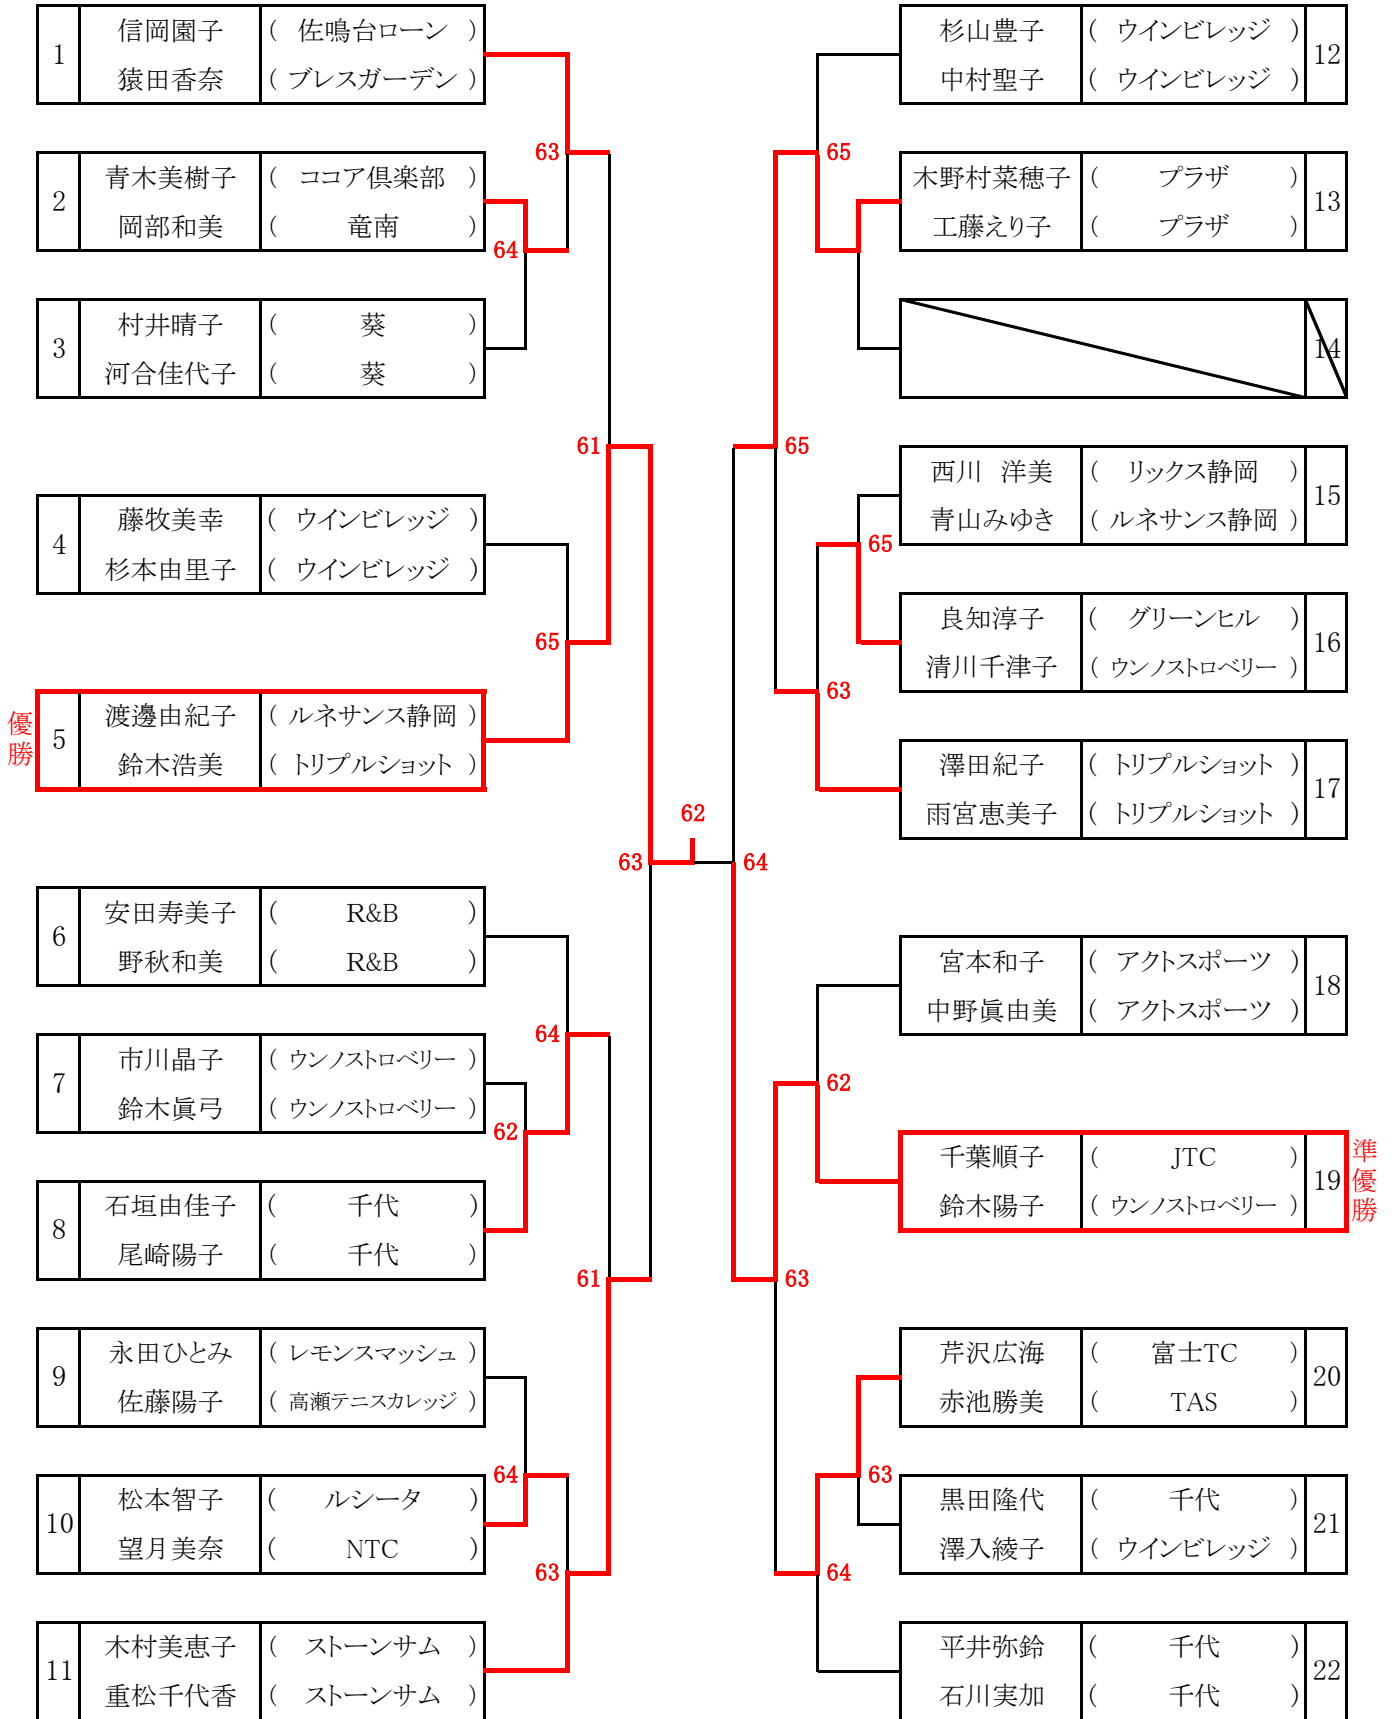 1 信岡園子 ( 佐鳴台ローン )
猿田香奈 ( ブレスガーデン )
63
2 青木美樹子 ( ココア倶楽部 )
岡部和美 ( 竜南 )
64
3 村井晴子 ( 葵 )
河合佳代子 ( 葵 )
61
4 藤牧美幸 ( ウインビレッジ )
杉本由里子 ( ウインビレッジ )
65
優勝
5 渡邊由紀子 ( ルネサンス静岡 )
鈴木浩美 ( トリプルショット )
62
63
6 安田寿美子 ( R&B )
野秋和美 ( R&B )
64
7 市川晶子 ( ウンノストロベリー )
鈴木眞弓 ( ウンノストロベリー )
62
8 石垣由佳子 ( 千代 )
尾崎陽子 ( 千代 )
61
9 永田ひとみ ( レモンスマッシュ )
佐藤陽子 ( 高瀬テニスカレッジ )
64
10 松本智子 ( ルシータ )
望月美奈 ( NTC )
63
11 木村美恵子 ( ストーンサム )
重松千代香 ( ストーンサム )
杉山豊子 ( ウインビレッジ ) 12
中村聖子 ( ウインビレッジ )
65
木野村菜穂子 ( プラザ ) 13
工藤えり子 ( プラザ )
14
65
西川 洋美 ( リックス静岡 ) 15
青山みゆき ( ルネサンス静岡 )
65
良知淳子 ( グリーンヒル ) 16
清川千津子 ( ウンノストロベリー )
63
澤田紀子 ( トリプルショット ) 17
雨宮恵美子 ( トリプルショット )
64
宮本和子 ( アクトスポーツ ) 18
中野眞由美 ( アクトスポーツ )
62
千葉順子 ( JTC ) 19
鈴木陽子 ( ウンノストロベリー )
準優勝
63
芹沢広海 ( 富士TC ) 20
赤池勝美 ( TAS )
63
黒田隆代 ( 千代 ) 21
澤入綾子 ( ウインビレッジ )
64
平井弥鈴 ( 千代 ) 22
石川実加 ( 千代 )